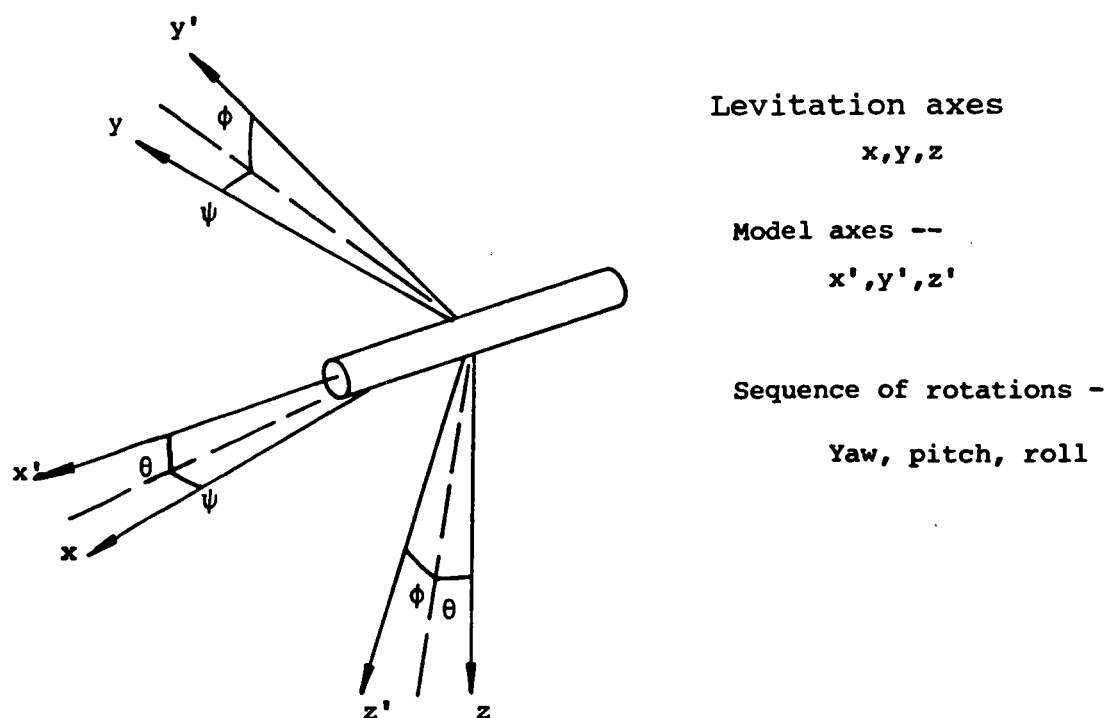 y'
y
φ
ψ
Levitation axes
x,y,z
Model axes --
x',y',z'
Sequence of rotations -
Yaw, pitch, roll
x'
θ
ψ
x
φ
θ
z'
z